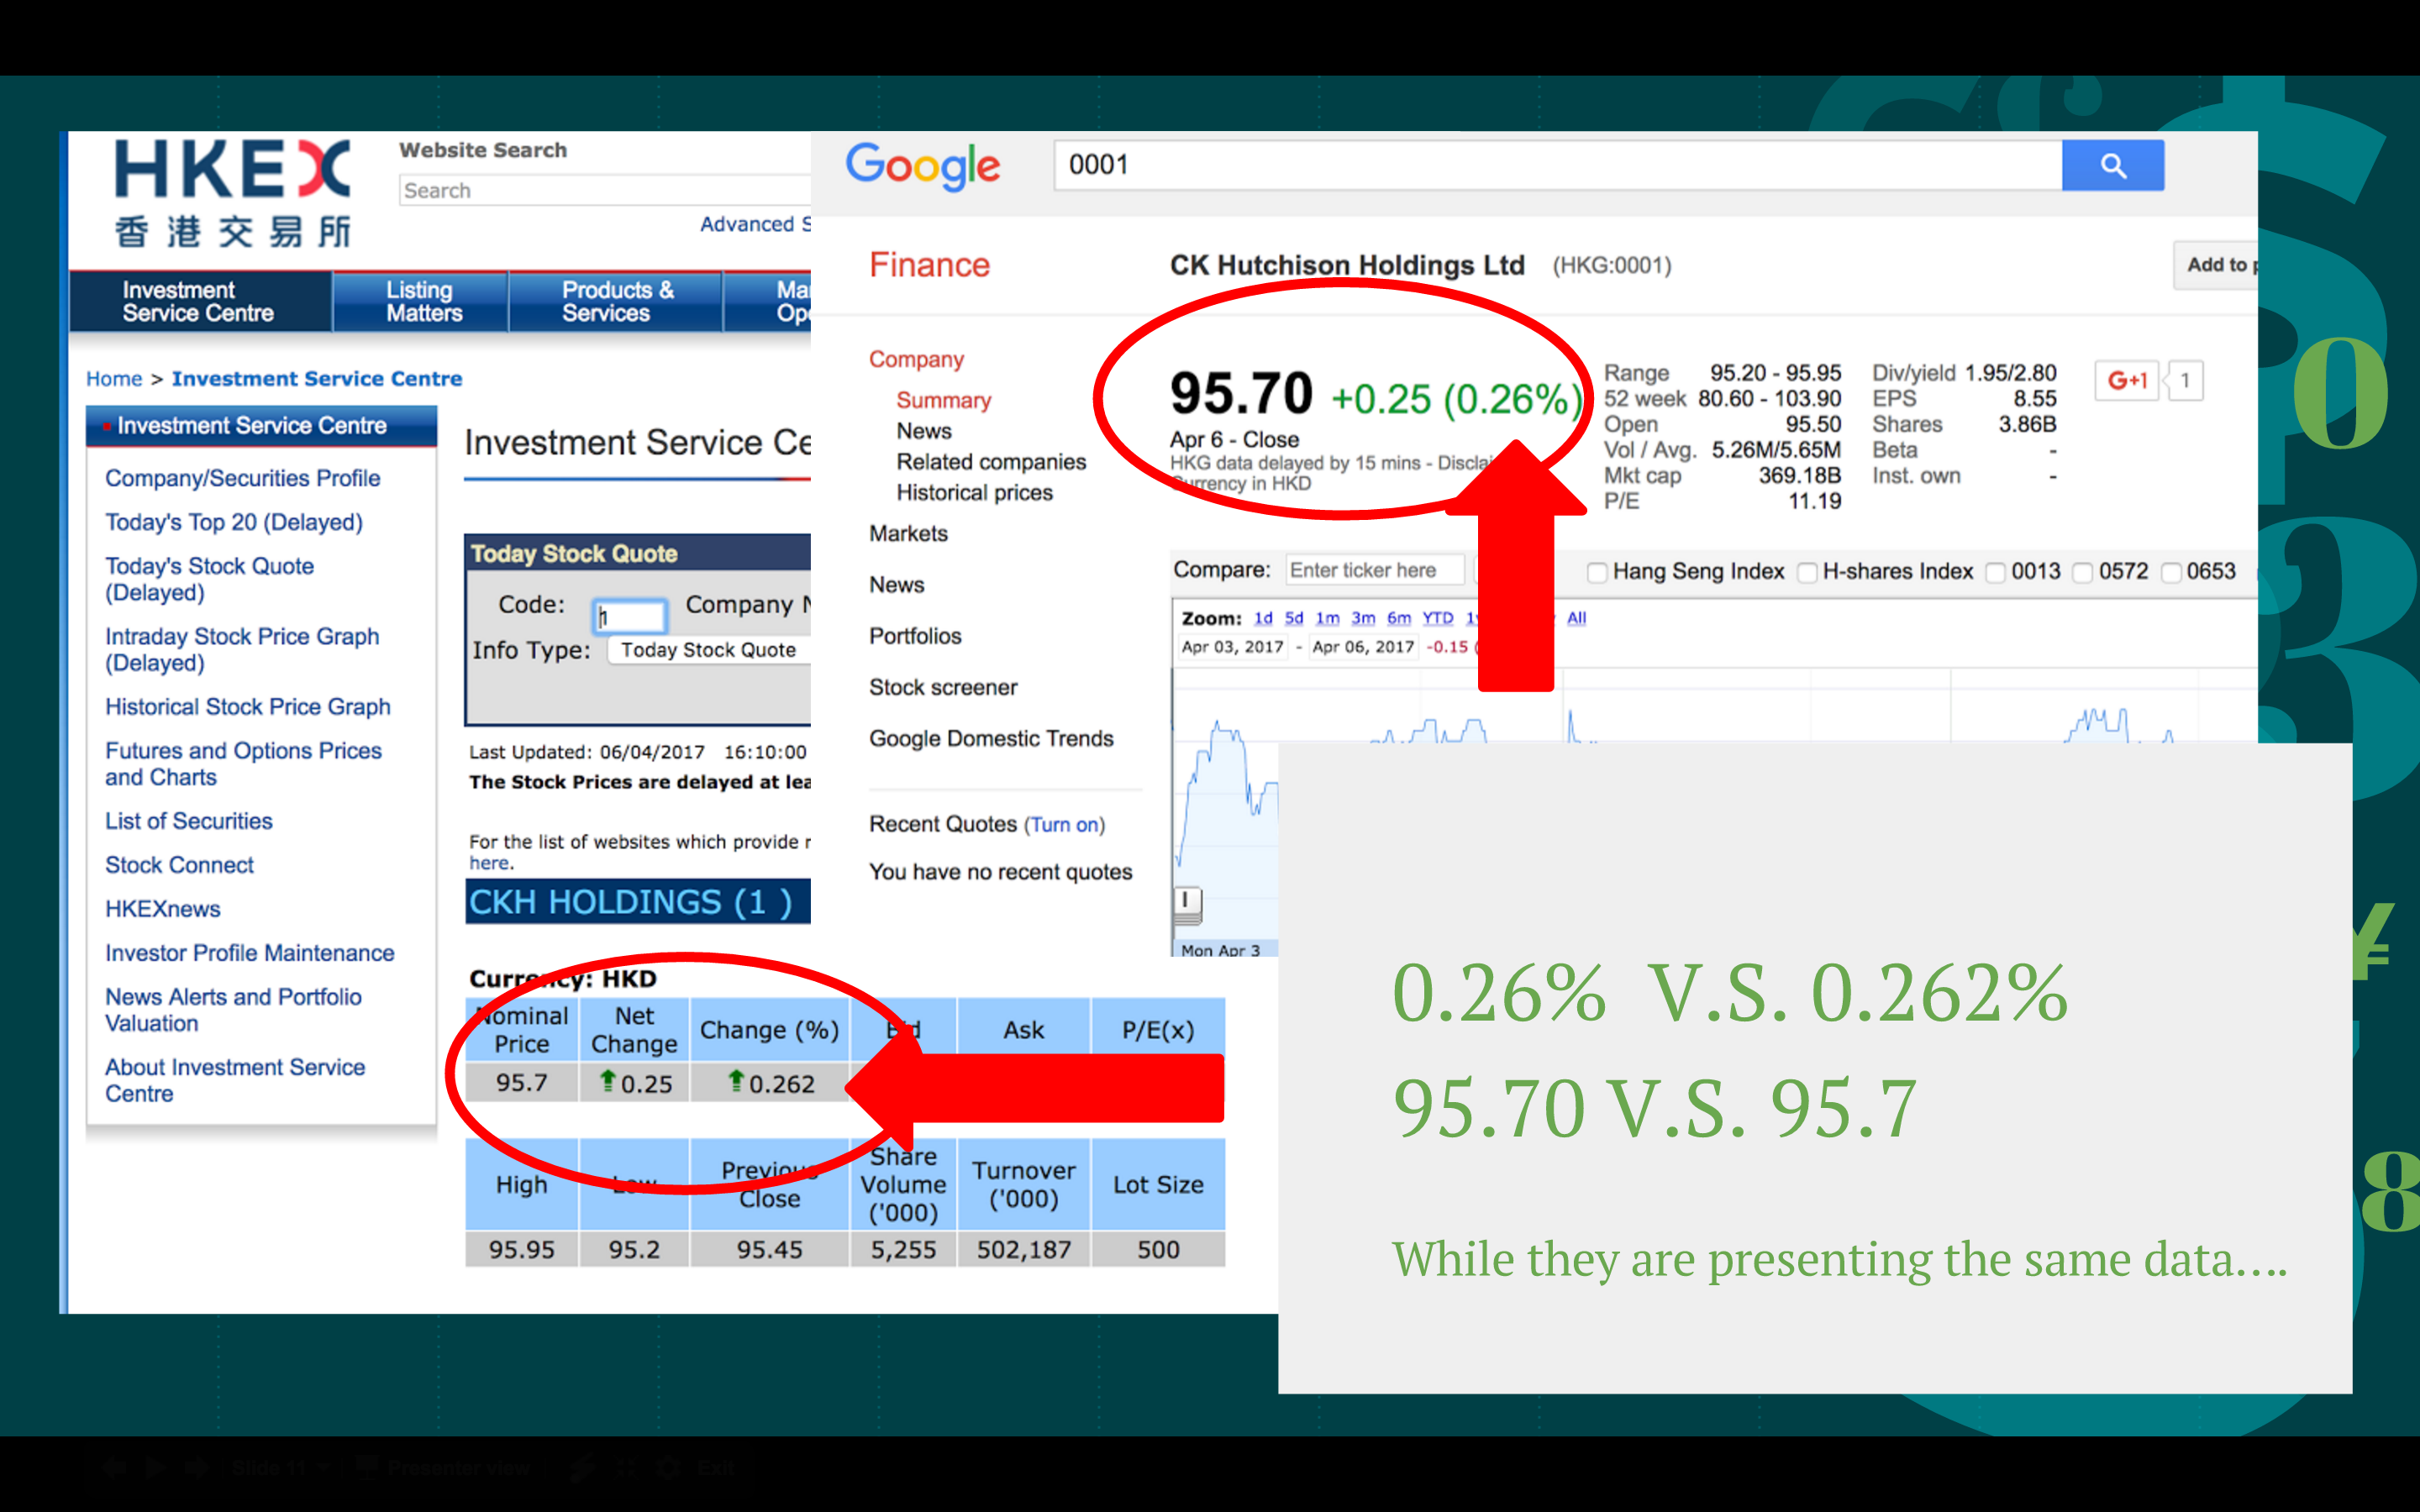 HKEX
香港交易所
Website Search
Search
Advanced S
Investment
Service Centre
Listing
Matters
Products &
Services
Home > Investment Service Centre
Investment Service Centre
Company/Securities Profile
Today's Top 20 (Delayed)
Today's Stock Quote
(Delayed)
Intraday Stock Price Graph
(Delayed)
Historical Stock Price Graph
Futures and Options Prices
and Charts
List of Securities
Stock Connect
HKEXnews
Investor Profile Maintenance
News Alerts and Portfolio
Valuation
About Investment Service
Centre
Investment Service Ce
Today Stock Quote
Code: Company N
Info Type: Today Stock Quote
Last Updated: 06/04/2017 16:10:00
The Stock Prices are delayed at lea
For the list of websites which provide r
here.
CKH HOLDINGS (1 )
Currency: HKD
Nominal Price Net Change Change (%) Bid Ask P/E(x)
95.7 0.25 0.262
High Low Previous Close Share Volume ('000) Turnover ('000) Lot Size
95.95 95.2 95.45 5,255 502,187 500
Google 0001
Finance
CK Hutchison Holdings Ltd (HKG:0001)
Add to p
Company
Summary
News
Related companies
Historical prices
Markets
News
Portfolios
Stock screener
Google Domestic Trends
Recent Quotes (Turn on)
You have no recent quotes
95.70 +0.25 (0.26%)
Apr 6 - Close
HKG data delayed by 15 mins - Discla
Currency in HKD
Range 95.20 - 95.95
52 week 80.60 - 103.90
Open 95.50
Vol / Avg. 5.26M/5.65M
Mkt cap 369.18B
P/E 11.19
Div/yield 1.95/2.80
EPS 8.55
Shares 3.86B
Beta -
Inst. own -
G+1 1
Compare: Enter ticker here Hang Seng Index H-shares Index 0013 0572 0653
Zoom: 1d 5d 1m 3m 6m YTD All
Apr 03, 2017 - Apr 06, 2017 -0.15
Mon Apr 3
0.26% V.S. 0.262%
95.70 V.S. 95.7
While they are presenting the same data....
$
0
3
¥
8
Slide 11
Presenter view
Exit